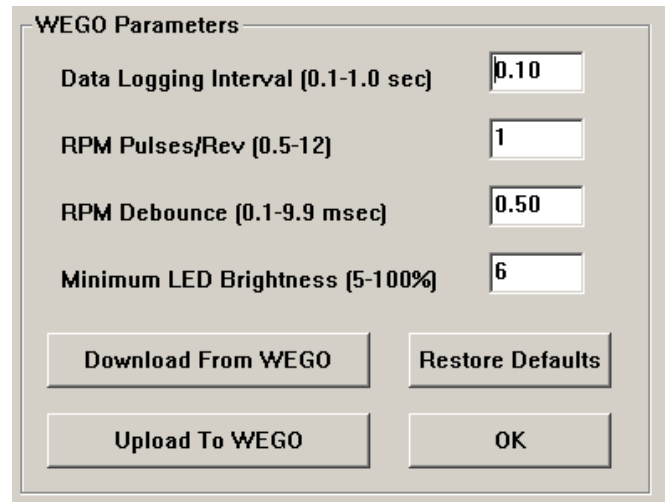 WEGO Parameters
Data Logging Interval (0.1-1.0 sec) 0.10
RPM Pulses/Rev (0.5-12) 1
RPM Debounce (0.1-9.9 msec) 0.50
Minimum LED Brightness (5-100%) 6
Download From WEGO Restore Defaults
Upload To WEGO OK